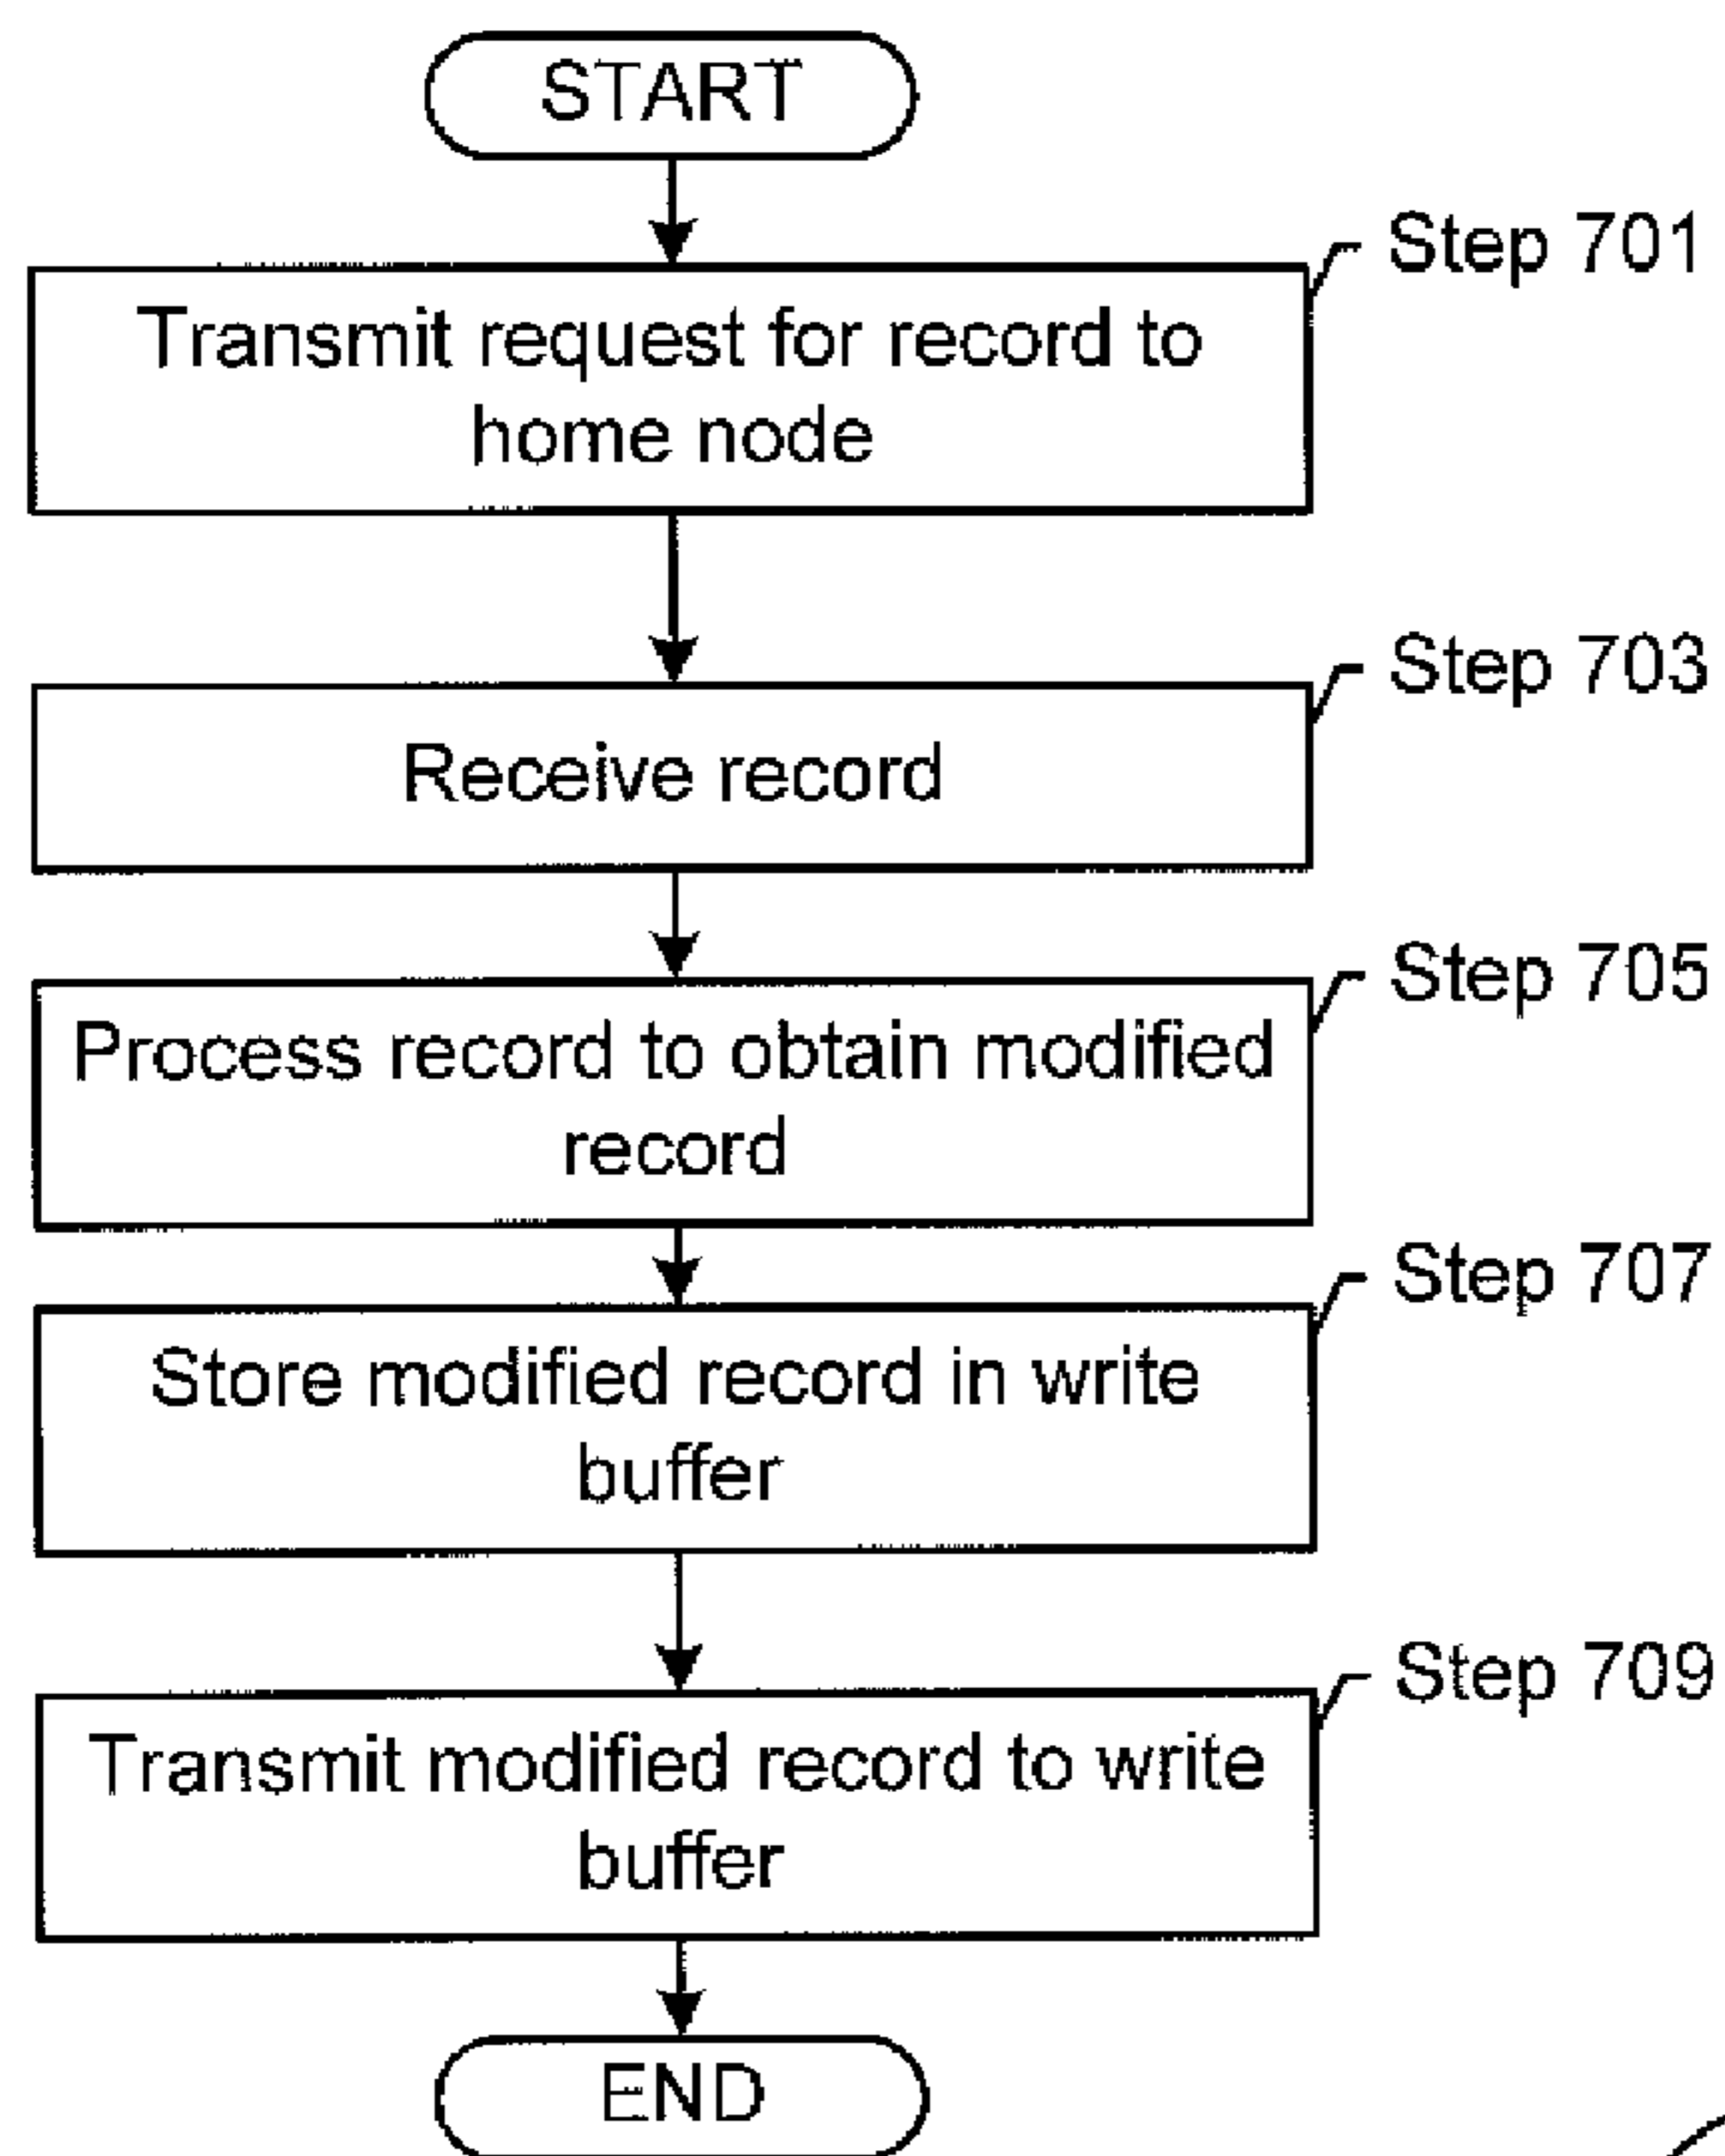 START
Step 701
Transmit request for record to
home node
Step 703
Receive record
Step 705
Process record to obtain modified
record
Step 707
Store modified record in write
buffer
Step 709
Transmit modified record to write
buffer
END